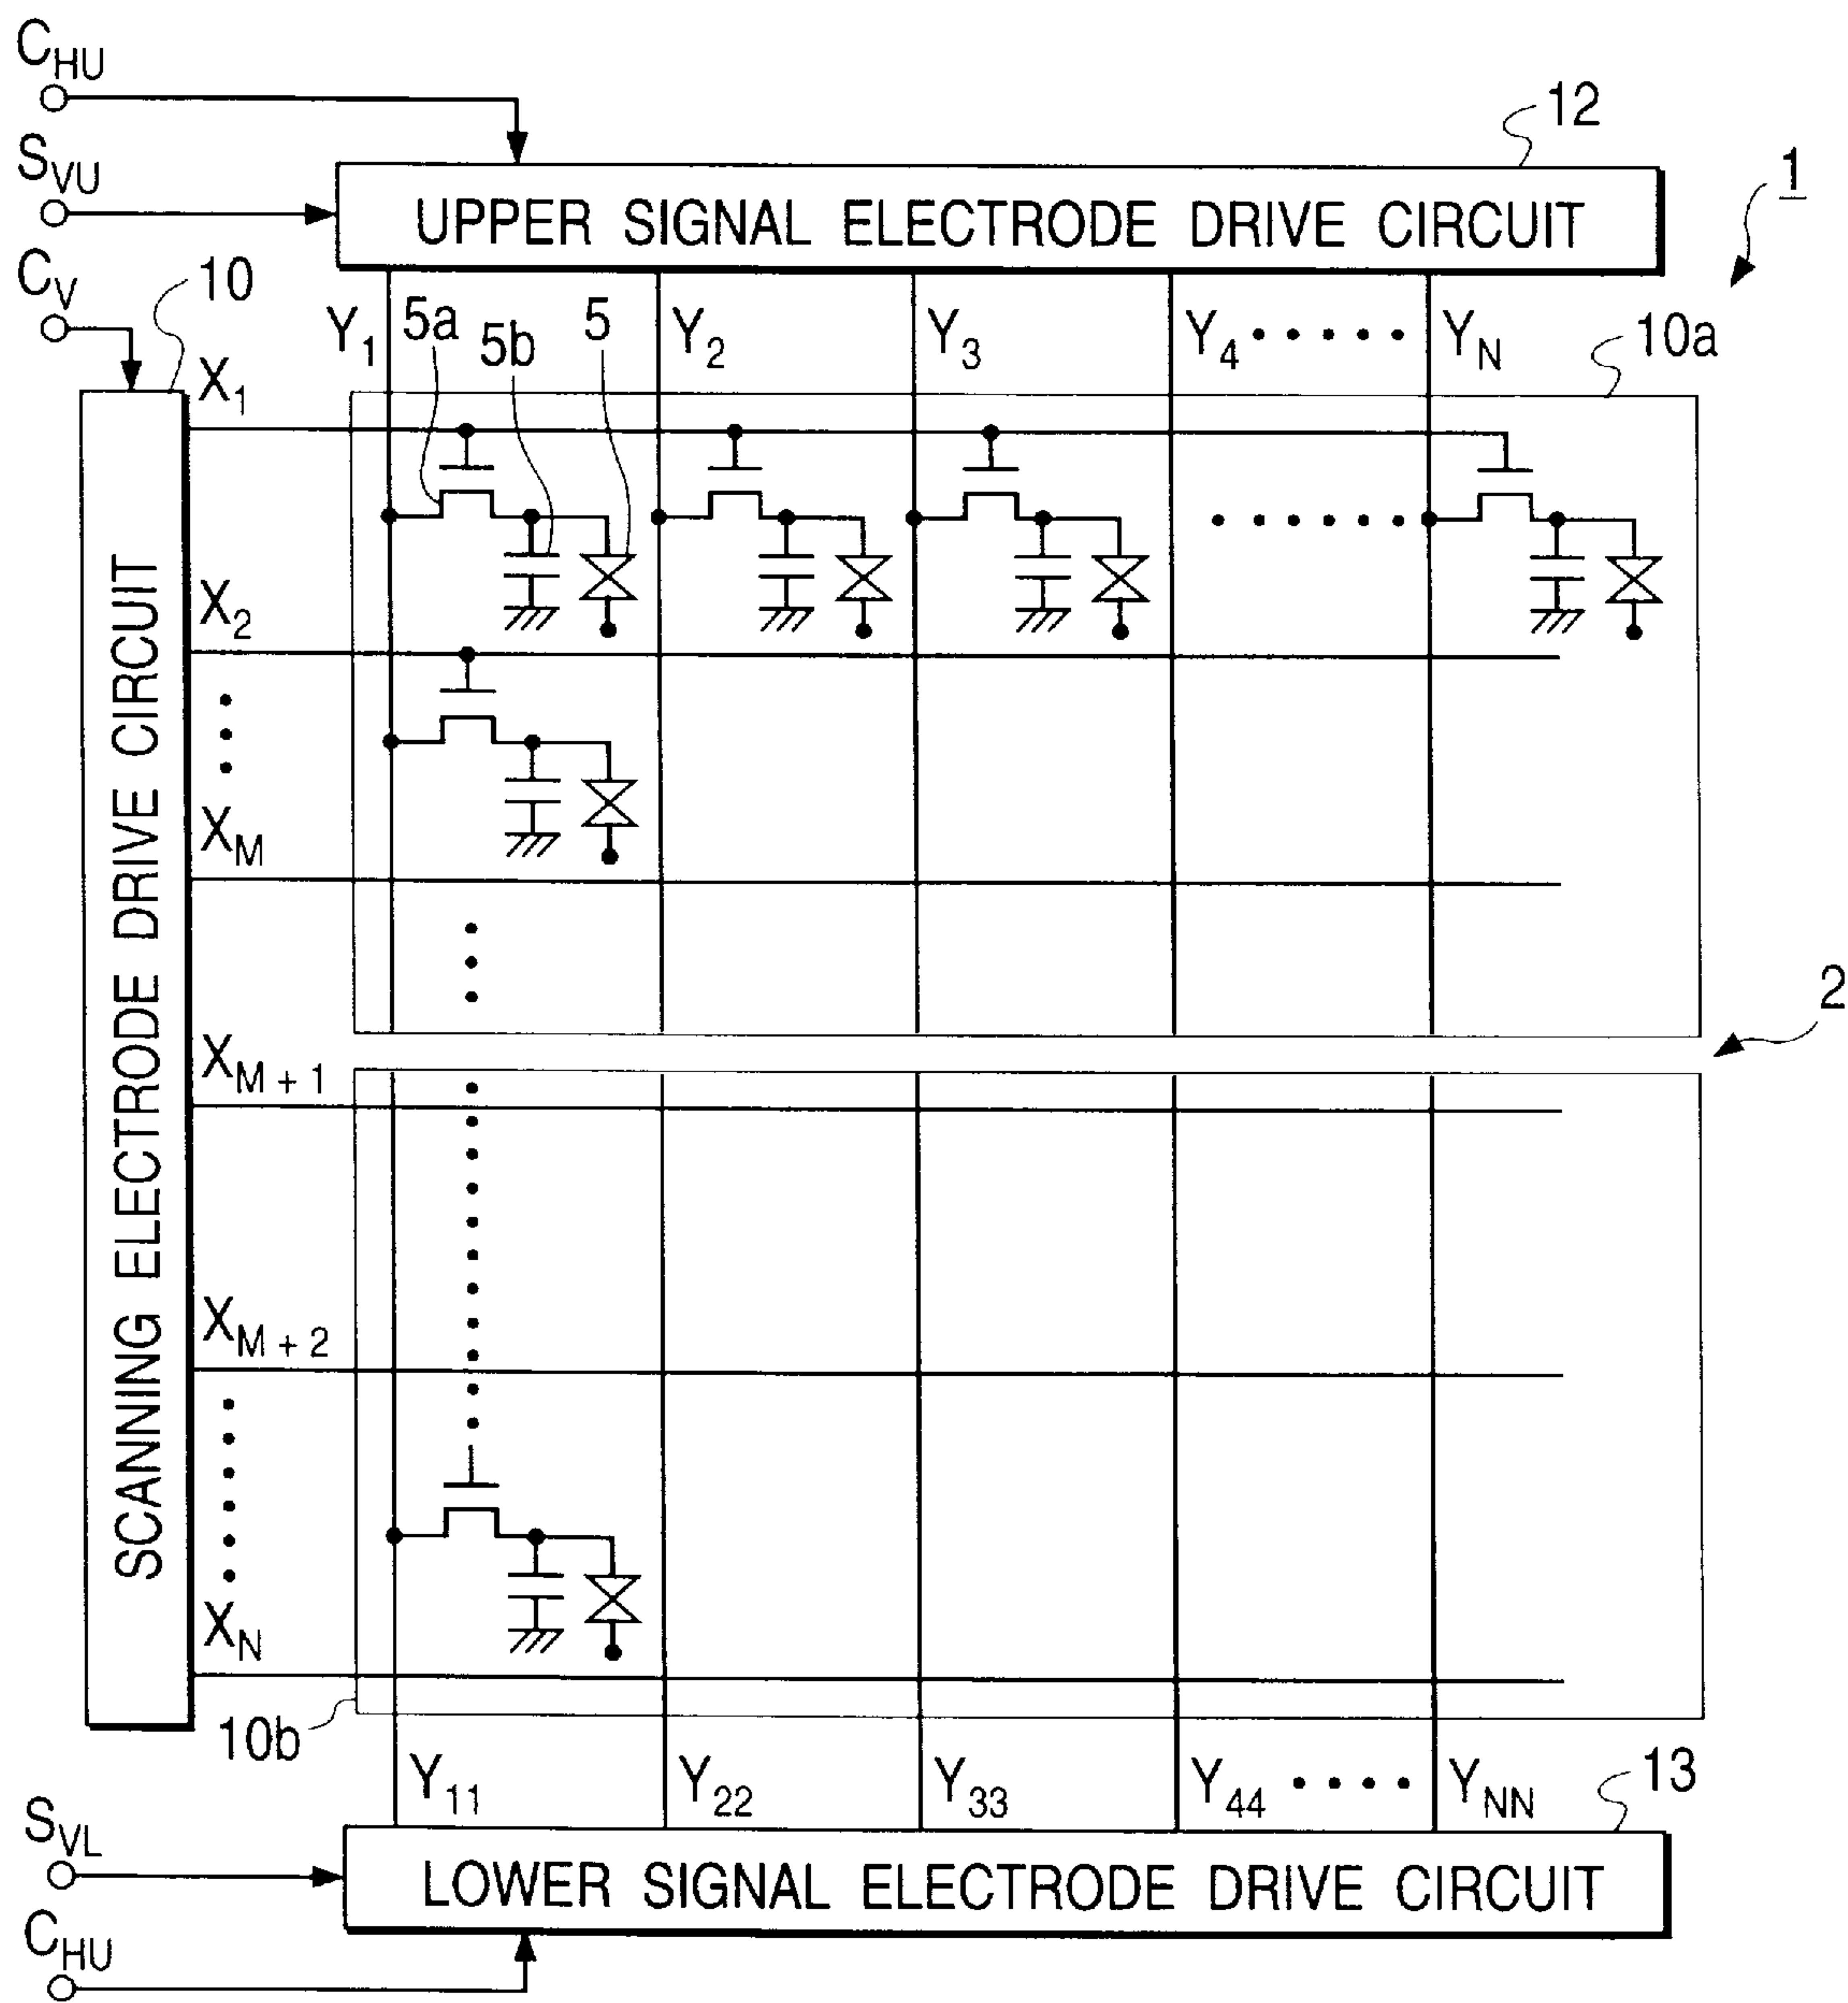 C_HU
12
S_VU
1
UPPER SIGNAL ELECTRODE DRIVE CIRCUIT
C_V
10
Y_1 5a 5b 5 Y_2 Y_3 Y_4 ..... Y_N
10a
X_1
X_2
X_M
SCANNING ELECTRODE DRIVE CIRCUIT
2
X_M+1
X_M+2
X_N
10b
Y_11 Y_22 Y_33 Y_44 .... Y_NN
13
S_VL
LOWER SIGNAL ELECTRODE DRIVE CIRCUIT
C_HU